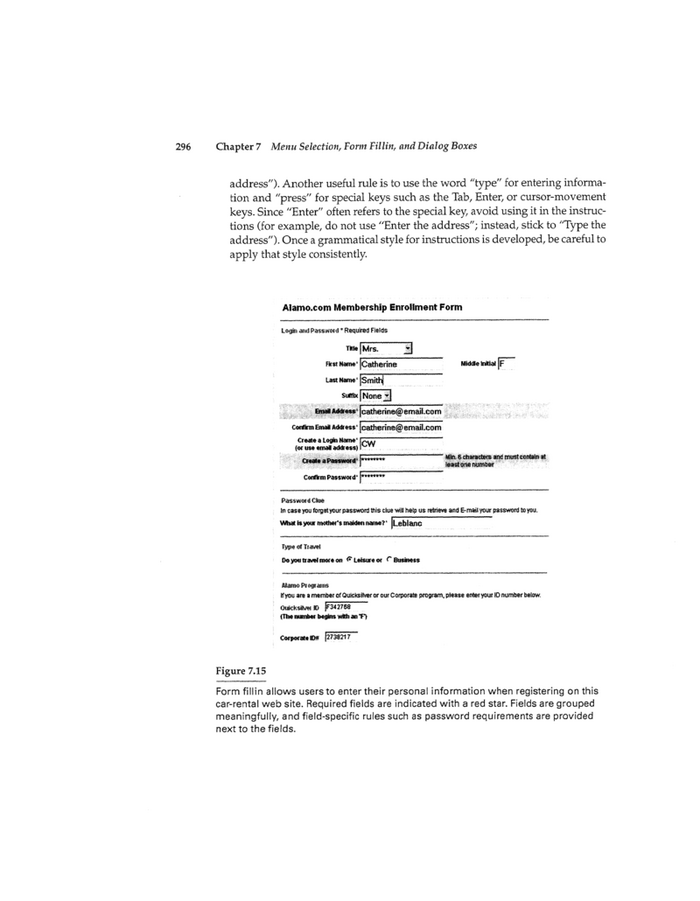 296 Chapter 7 Menu Selection, Form Fillin, and Dialog Boxes
address”). Another useful rule is to use the word “type” for entering informa-
tion and “press” for special keys such as the Tab, Enter, or cursor-movement
keys. Since “Enter” often refers to the special key, avoid using it in the instruc-
tions (for example, do not use “Enter the address”; instead, stick to “Type the
address”). Once a grammatical style for instructions is developed, be careful to
apply that style consistently.
Alamo.com Membership Enrollment Form
Login and Password * Required Fields
Title Mrs.
First Name* Catherine Middle Initial F
Last Name* Smith
Suffix None
Email Address* catherine@email.com
Confirm Email Address* catherine@email.com
Create a Login Name*
(or use email address) CW
Create a Password* ******** Min. 6 characters and must contain at
least one number
Confirm Password* ********
Password Clue
In case you forget your password this clue will help us retrieve and E-mail your password to you.
What is your mother's maiden name?* Leblanc
Type of Travel
Do you travel more on Leisure or Business
Alamo Programs
If you are a member of Quicksilver or our Corporate program, please enter your ID number below.
Quicksilver ID F342768
(The number begins with an 'F')
Corporate ID# 2738217
Figure 7.15
Form fillin allows users to enter their personal information when registering on this
car-rental web site. Required fields are indicated with a red star. Fields are grouped
meaningfully, and field-specific rules such as password requirements are provided
next to the fields.